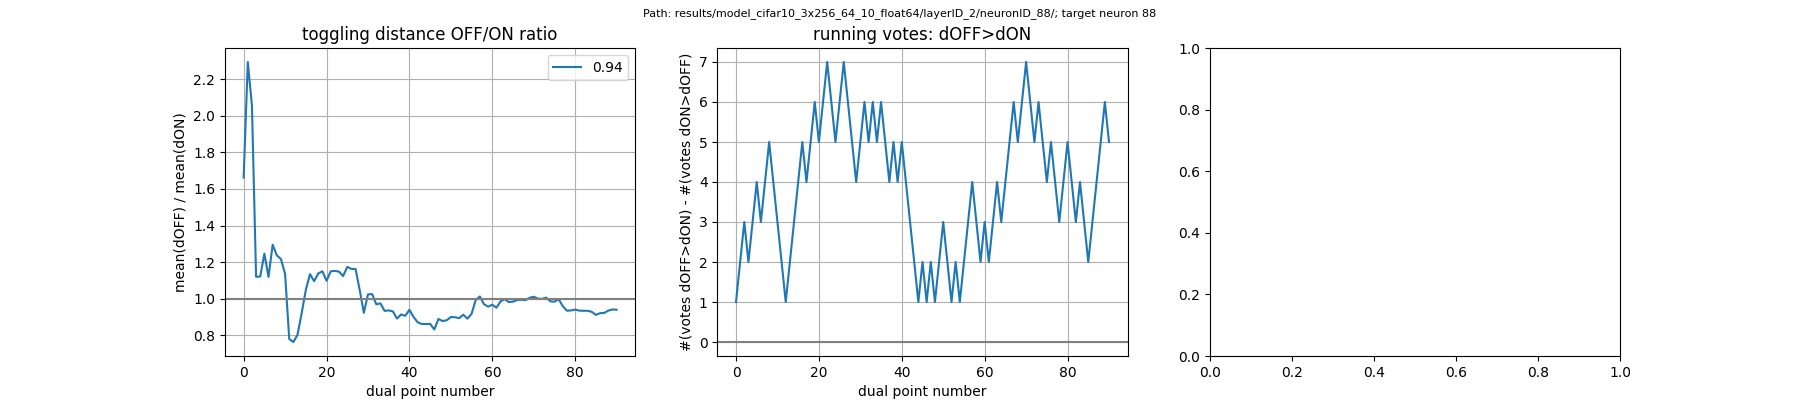 Path: results/model_cifar10_3x256_64_10_float64/layerID_2/neuronID_88/; target neuron 88
toggling distance OFF/ON ratio
mean(dOFF) / mean(dON)
2.2
2.0
1.8
1.6
1.4
1.2
1.0
0.8
0.94
0 20 40 60 80
dual point number
running votes: dOFF>dON
#(votes dOFF>dON) - #(votes dON>dOFF)
7
6
5
4
3
2
1
0
0 20 40 60 80
dual point number
1.0
0.8
0.6
0.4
0.2
0.0
0.0 0.2 0.4 0.6 0.8 1.0